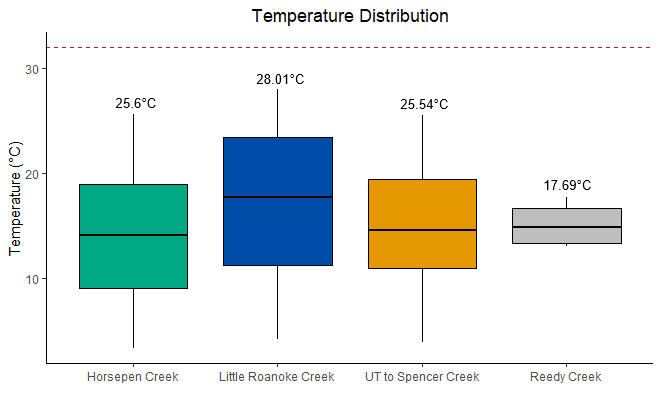 Temperature Distribution
Temperature (°C)
30
20
10
25.6°C
28.01°C
25.54°C
17.69°C
Horsepen Creek
Little Roanoke Creek
UT to Spencer Creek
Reedy Creek